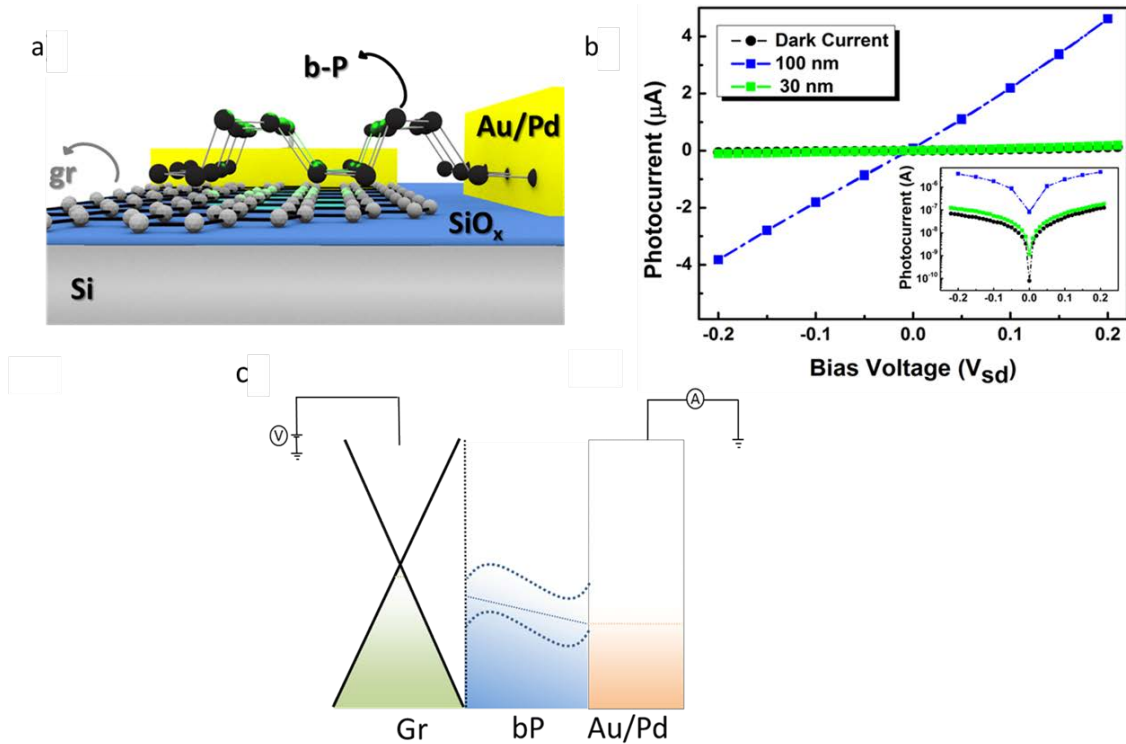 a
b-P
Au/Pd
gr
SiOₓ
Si
b
Photocurrent (μA)
4
2
0
-2
-4
Dark Current
100 nm
30 nm
Photocurrent (A)
10⁻⁶
10⁻⁷
10⁻⁸
10⁻⁹
10⁻¹⁰
-0.2 -0.1 0.0 0.1 0.2
-0.2 -0.1 0.0 0.1 0.2
Bias Voltage (V_sd)
c
V
A
Gr bP Au/Pd